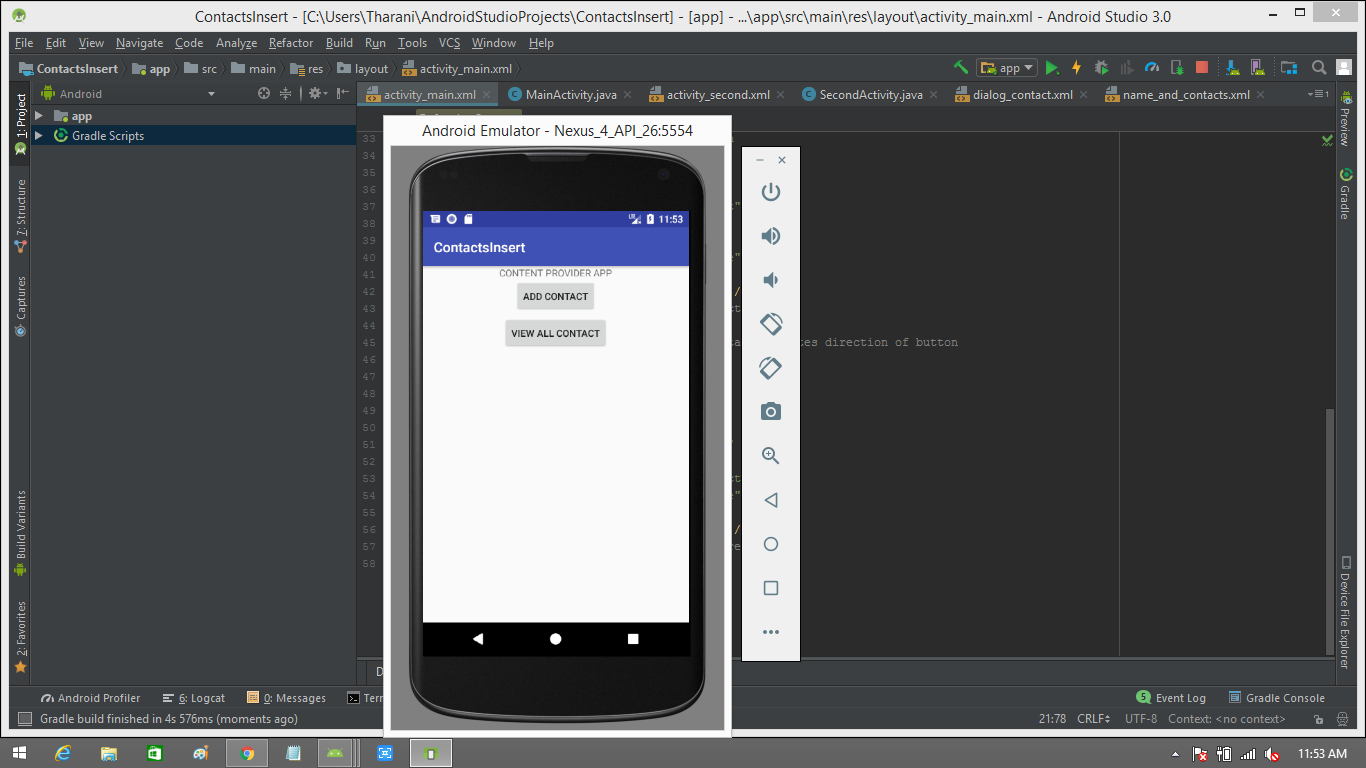 ContactsInsert - [C:\Users\Tharani\AndroidStudioProjects\ContactsInsert] - [app] - ...\app\src\main\res\layout\activity_main.xml - Android Studio 3.0
File Edit View Navigate Code Analyze Refactor Build Run Tools VCS Window Help
ContactsInsert app src main res layout activity_main.xml app
1: Project
Android
activity_main.xml MainActivity.java activity_second.xml SecondActivity.java dialog_contact.xml name_and_contacts.xml
app
Gradle Scripts
7: Structure
Captures
Build Variants
2: Favorites
Android Emulator - Nexus_4_API_26:5554
11:53
ContactsInsert
CONTENT PROVIDER APP
ADD CONTACT
VIEW ALL CONTACT
33
34
35
36
37
38
39
40
41
42
43
44
45 tes direction of button
46
47
48
49
50
51
52
53
54
55
56
57
58
Preview
Gradle
Device File Explorer
Android Profiler 6: Logcat 0: Messages Terr 5 Event Log Gradle Console
Gradle build finished in 4s 576ms (moments ago) 21:78 CRLF UTF-8 Context: <no context>
11:53 AM